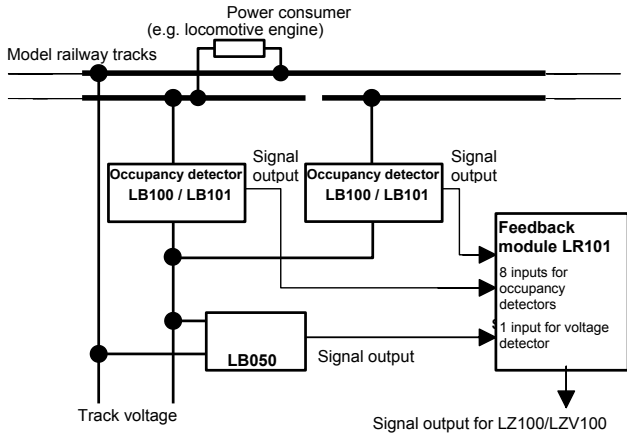 Power consumer
(e.g. locomotive engine)
Model railway tracks
Occupancy detector
LB100 / LB101
Signal
output
Occupancy detector
LB100 / LB101
Signal
output
Feedback
module LR101
8 inputs for
occupancy
detectors
1 input for voltage
detector
LB050
Signal output
Track voltage
Signal output for LZ100/LZV100